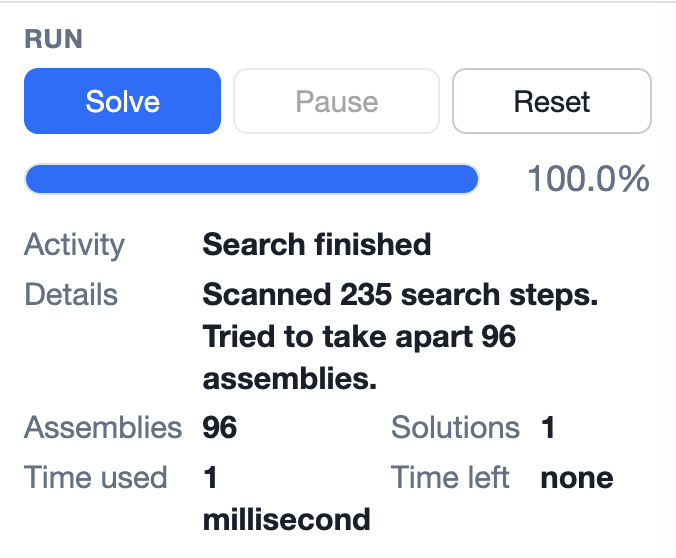 RUN
Solve Pause Reset
100.0%
Activity Search finished
Details Scanned 235 search steps.
Tried to take apart 96
assemblies.
Assemblies 96 Solutions 1
Time used 1 Time left none
millisecond